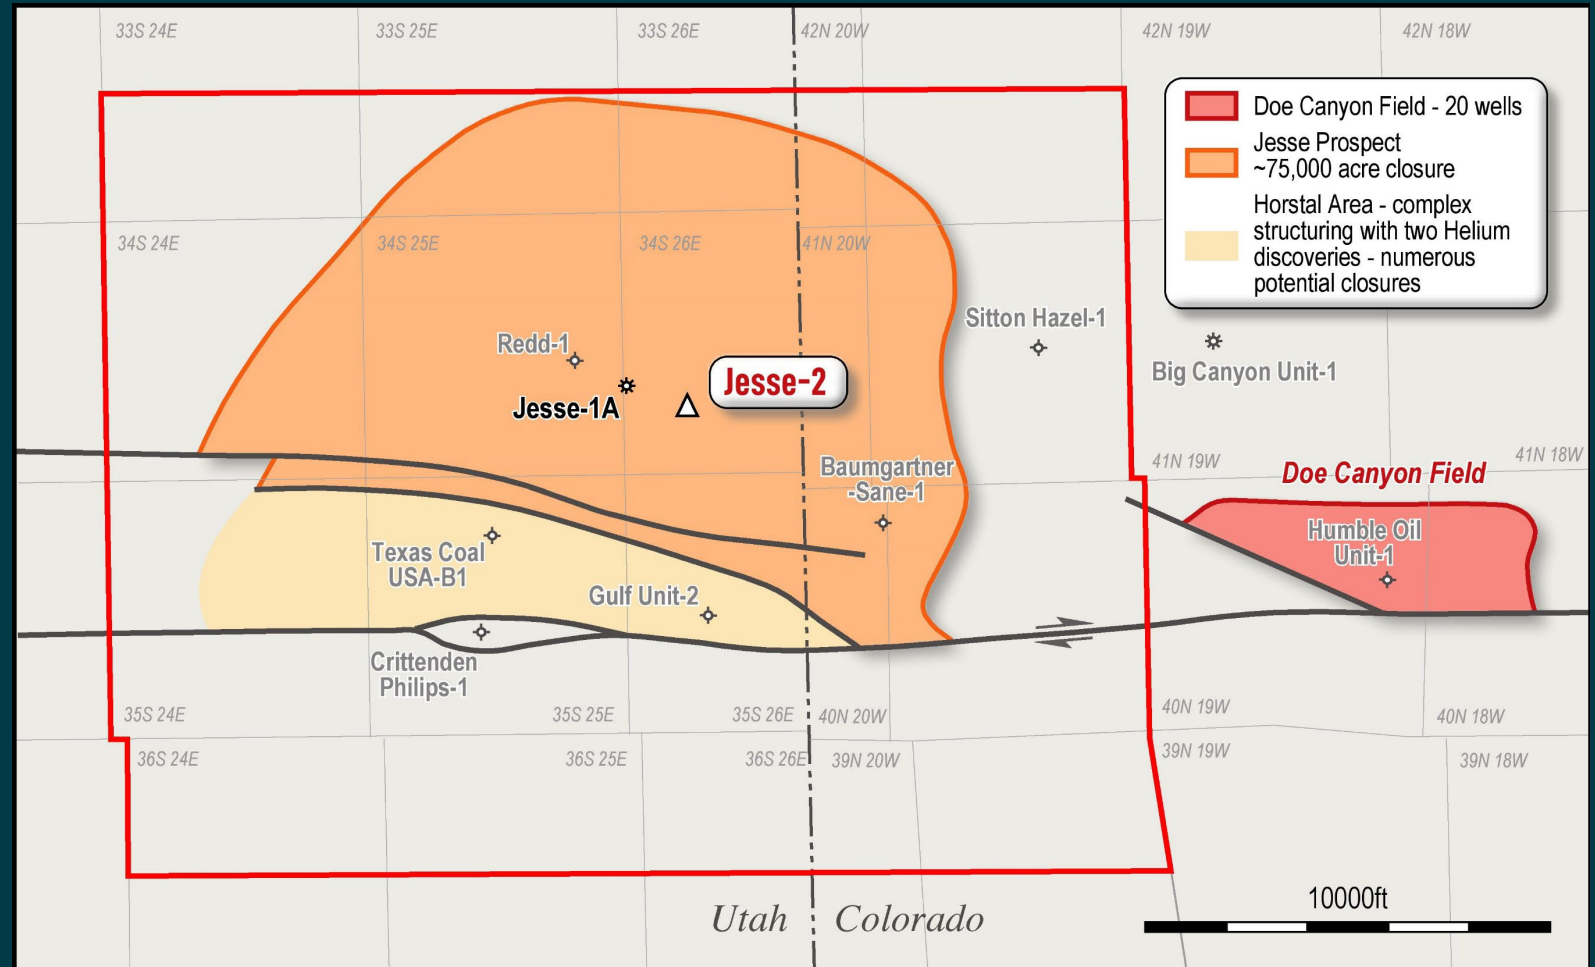 33S 24E
33S 25E
33S 26E
42N 20W
42N 19W
42N 18W
Doe Canyon Field - 20 wells
Jesse Prospect
~75,000 acre closure
Horstal Area - complex
structuring with two Helium
discoveries - numerous
potential closures
34S 24E
34S 25E
34S 26E
41N 20W
Sitton Hazel-1
Redd-1
Big Canyon Unit-1
Jesse-2
Jesse-1A
Baumgartner
-Sane-1
41N 19W
41N 18W
Doe Canyon Field
Humble Oil
Unit-1
Texas Coal
USA-B1
Gulf Unit-2
Crittenden
Philips-1
35S 24E
35S 25E
35S 26E
40N 20W
40N 19W
40N 18W
36S 24E
36S 25E
36S 26E
39N 20W
39N 19W
39N 18W
10000ft
Utah
Colorado